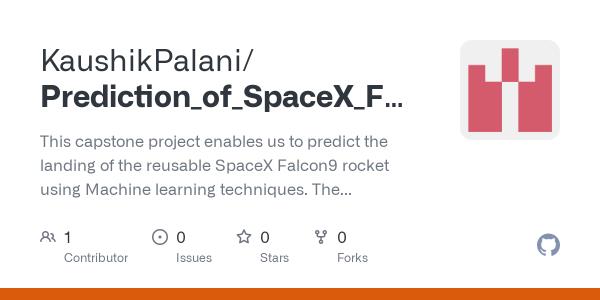 KaushikPalani/
Prediction_of_SpaceX_F...
This capstone project enables us to predict the
landing of the reusable SpaceX Falcon9 rocket
using Machine learning techniques. The...
1 0 0 0
Contributor Issues Stars Forks